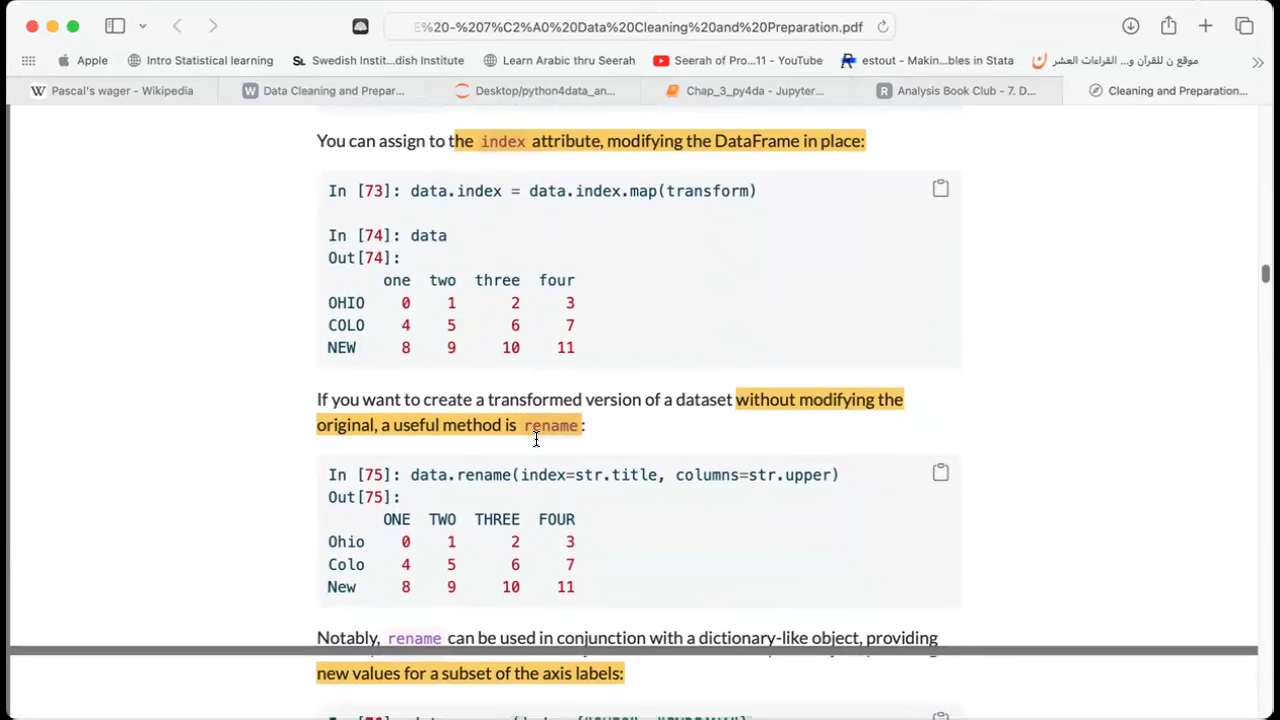 E%20-%207%C2%A0%20Data%20Cleaning%20and%20Preparation.pdf
Apple Intro Statistical learning Swedish Instit...dish Institute Learn Arabic thru Seerah Seerah of Pro...11 - YouTube estout - Makin...bles in Stata موقع ن للقرآن و... القراءات العشر
Pascal's wager - Wikipedia Data Cleaning and Prepar... Desktop/python4data_an... Chap_3_py4da - Jupyter... Analysis Book Club - 7. D... Cleaning and Preparation...
You can assign to the index attribute, modifying the DataFrame in place:
In [73]: data.index = data.index.map(transform)
In [74]: data
Out[74]:
one two three four
OHIO 0 1 2 3
COLO 4 5 6 7
NEW 8 9 10 11
If you want to create a transformed version of a dataset without modifying the
original, a useful method is rename:
In [75]: data.rename(index=str.title, columns=str.upper)
Out[75]:
ONE TWO THREE FOUR
Ohio 0 1 2 3
Colo 4 5 6 7
New 8 9 10 11
Notably, rename can be used in conjunction with a dictionary-like object, providing
new values for a subset of the axis labels: